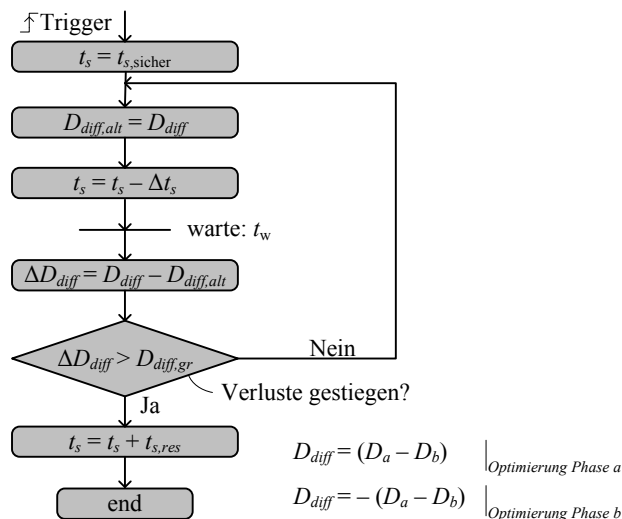 Trigger
t_s = t_s,sicher
D_diff,alt = D_diff
t_s = t_s – Δt_s
warte: t_w
ΔD_diff = D_diff – D_diff,alt
ΔD_diff > D_diff,gr
Nein
Verluste gestiegen?
Ja
t_s = t_s + t_s,res
end
D_diff = (D_a – D_b) |Optimierung Phase a
D_diff = – (D_a – D_b) |Optimierung Phase b